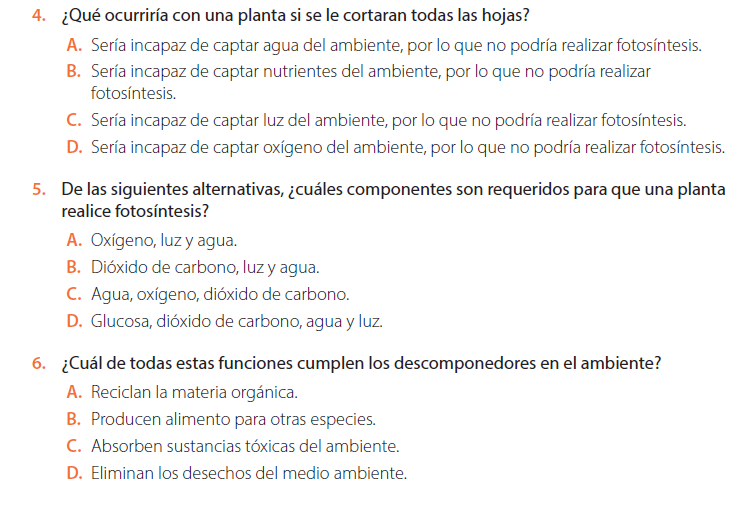 4. ¿Qué ocurriría con una planta si se le cortaran todas las hojas?
A. Sería incapaz de captar agua del ambiente, por lo que no podría realizar fotosíntesis.
B. Sería incapaz de captar nutrientes del ambiente, por lo que no podría realizar
fotosíntesis.
C. Sería incapaz de captar luz del ambiente, por lo que no podría realizar fotosíntesis.
D. Sería incapaz de captar oxígeno del ambiente, por lo que no podría realizar fotosíntesis.
5. De las siguientes alternativas, ¿cuáles componentes son requeridos para que una planta
realice fotosíntesis?
A. Oxígeno, luz y agua.
B. Dióxido de carbono, luz y agua.
C. Agua, oxígeno, dióxido de carbono.
D. Glucosa, dióxido de carbono, agua y luz.
6. ¿Cuál de todas estas funciones cumplen los descomponedores en el ambiente?
A. Reciclan la materia orgánica.
B. Producen alimento para otras especies.
C. Absorben sustancias tóxicas del ambiente.
D. Eliminan los desechos del medio ambiente.